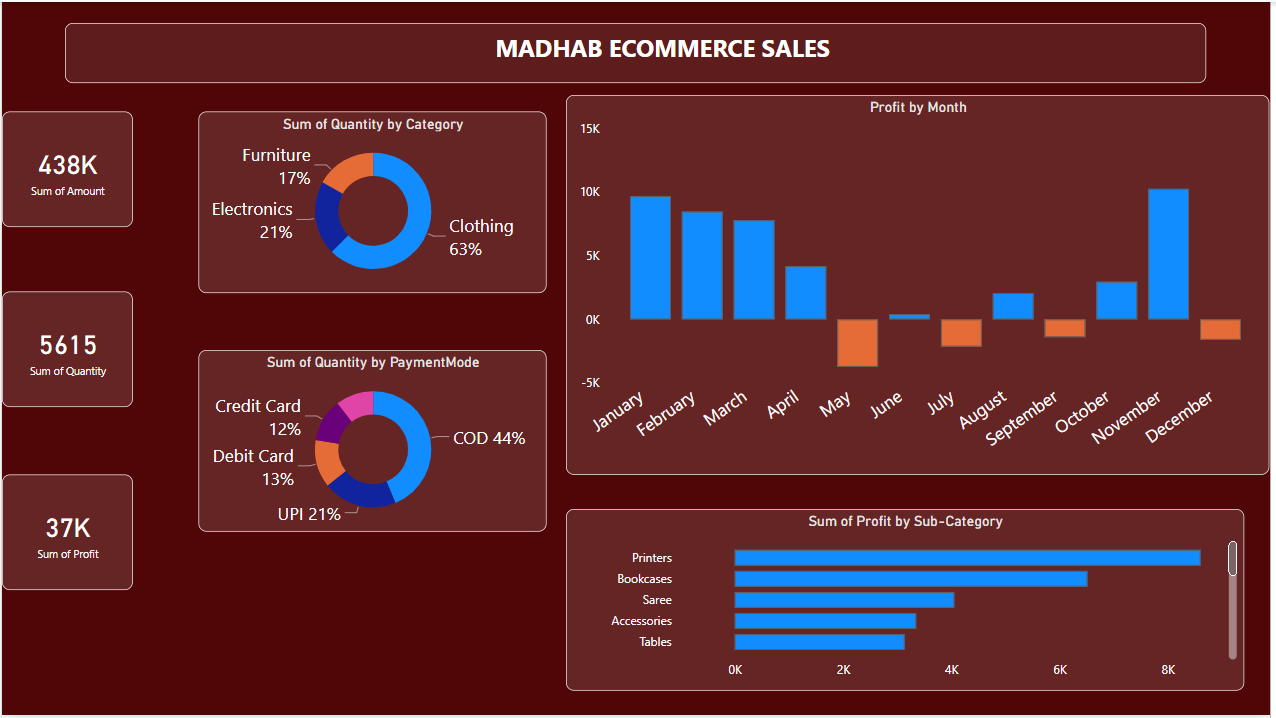 MADHAB ECOMMERCE SALES
438K
Sum of Amount
5615
Sum of Quantity
37K
Sum of Profit
Sum of Quantity by Category
Furniture
17%
Electronics
21%
Clothing
63%
Sum of Quantity by PaymentMode
Credit Card
12%
Debit Card
13%
UPI 21%
COD 44%
Profit by Month
15K
10K
5K
0K
-5K
January
February
March
April
May
June
July
August
September
October
November
December
Sum of Profit by Sub-Category
Printers
Bookcases
Saree
Accessories
Tables
0K
2K
4K
6K
8K